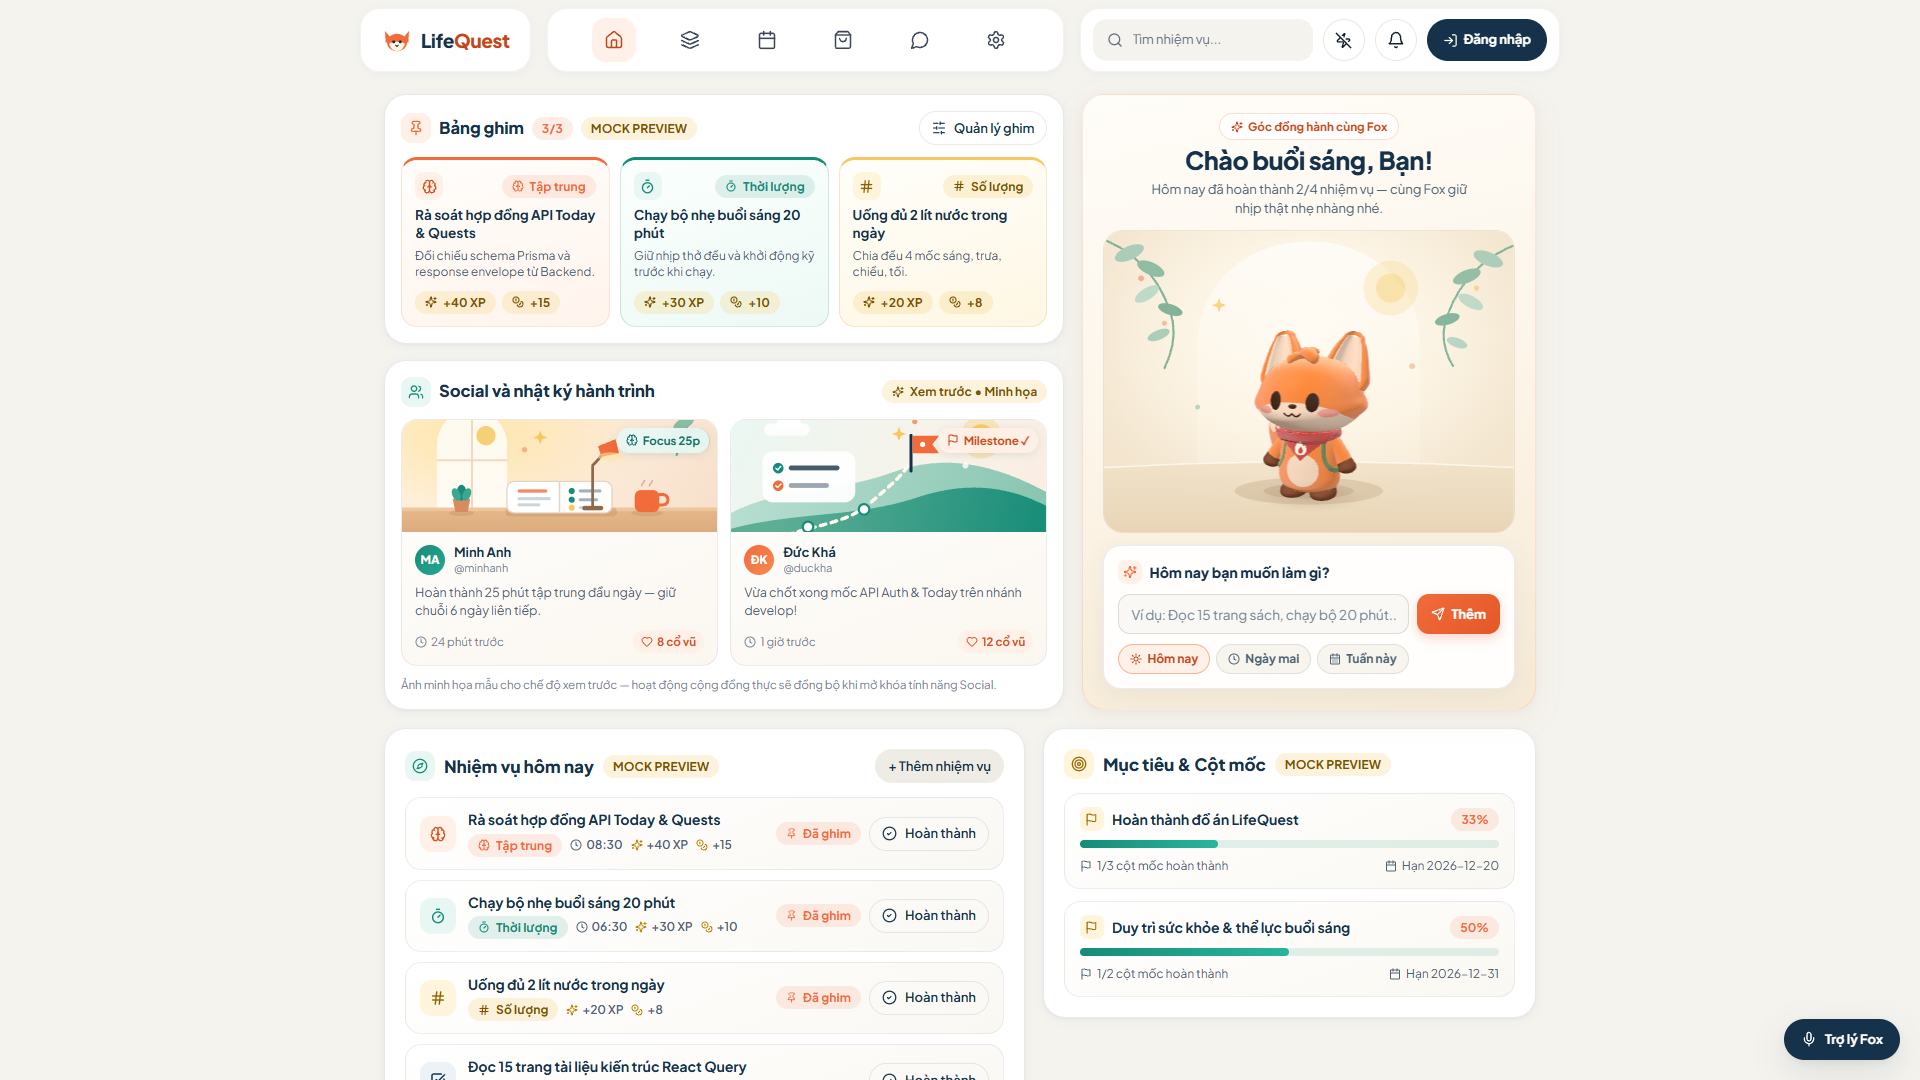 LifeQuest
Tìm nhiệm vụ...
Đăng nhập
Bảng ghim
3/3
MOCK PREVIEW
Quản lý ghim
Tập trung
Rà soát hợp đồng API Today
& Quests
Đối chiếu schema Prisma và
response envelope từ Backend.
+40 XP
+15
Thời lượng
Chạy bộ nhẹ buổi sáng 20
phút
Giữ nhịp thở đều và khởi động kỹ
trước khi chạy.
+30 XP
+10
Số lượng
Uống đủ 2 lít nước trong
ngày
Chia đều 4 mốc sáng, trưa,
chiều, tối.
+20 XP
+8
Góc đồng hành cùng Fox
Chào buổi sáng, Bạn!
Hôm nay đã hoàn thành 2/4 nhiệm vụ — cùng Fox giữ
nhịp thật nhẹ nhàng nhé.
Hôm nay bạn muốn làm gì?
Ví dụ: Đọc 15 trang sách, chạy bộ 20 phút..
Thêm
Hôm nay
Ngày mai
Tuần này
Social và nhật ký hành trình
Xem trước • Minh họa
Focus 25p
MA
Minh Anh
@minhanh
Hoàn thành 25 phút tập trung đầu ngày — giữ
chuỗi 6 ngày liên tiếp.
24 phút trước
8 cổ vũ
Milestone ✓
ĐK
Đức Khá
@duckha
Vừa chốt xong mốc API Auth & Today trên nhánh
develop!
1 giờ trước
12 cổ vũ
Ảnh minh họa mẫu cho chế độ xem trước — hoạt động cộng đồng thực sẽ đồng bộ khi mở khóa tính năng Social.
Nhiệm vụ hôm nay
MOCK PREVIEW
+ Thêm nhiệm vụ
Rà soát hợp đồng API Today & Quests
Tập trung
08:30
+40 XP
+15
Đã ghim
Hoàn thành
Chạy bộ nhẹ buổi sáng 20 phút
Thời lượng
06:30
+30 XP
+10
Đã ghim
Hoàn thành
Uống đủ 2 lít nước trong ngày
Số lượng
+20 XP
+8
Đã ghim
Hoàn thành
Đọc 15 trang tài liệu kiến trúc React Query
Hoàn thành
Mục tiêu & Cột mốc
MOCK PREVIEW
Hoàn thành đồ án LifeQuest
33%
1/3 cột mốc hoàn thành
Hạn 2026-12-20
Duy trì sức khỏe & thể lực buổi sáng
50%
1/2 cột mốc hoàn thành
Hạn 2026-12-31
Trợ lý Fox